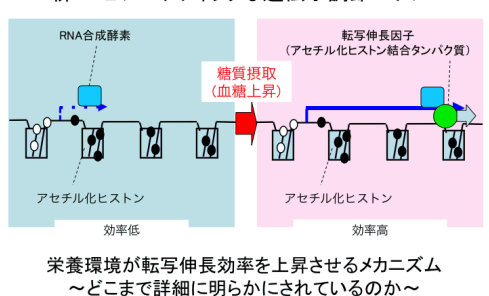 RNA合成酵素
転写伸長因子
(アセチル化ヒストン結合タンパク質)
糖質摂取
(血糖上昇)
アセチル化ヒストン
アセチル化ヒストン
効率低
効率高
栄養環境が転写伸長効率を上昇させるメカニズム
～どこまで詳細に明らかにされているのか～